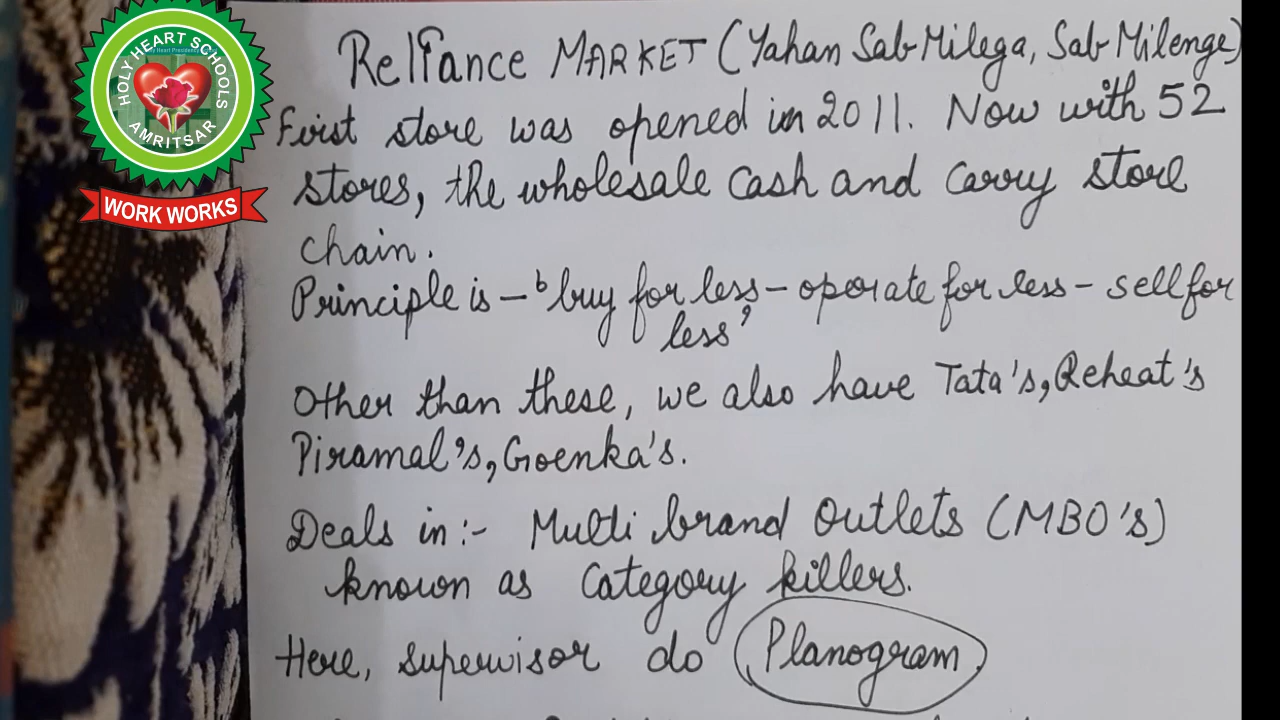 HOLY HEART SCHOOLS
AMRITSAR
WORK WORKS
Reliance MARKET (Yahan Sab Milega, Sab Milenge)
First store was opened in 2011. Now with 52
stores, the wholesale cash and carry store
chain.
Principle is – 'buy for less – operate for less – sell for
less'
Other than these, we also have Tata's, Reheat's
Piramal's, Goenka's.
Deals in:- Multi brand Outlets (MBO's)
known as Category killers.
Here, supervisor do Planogram